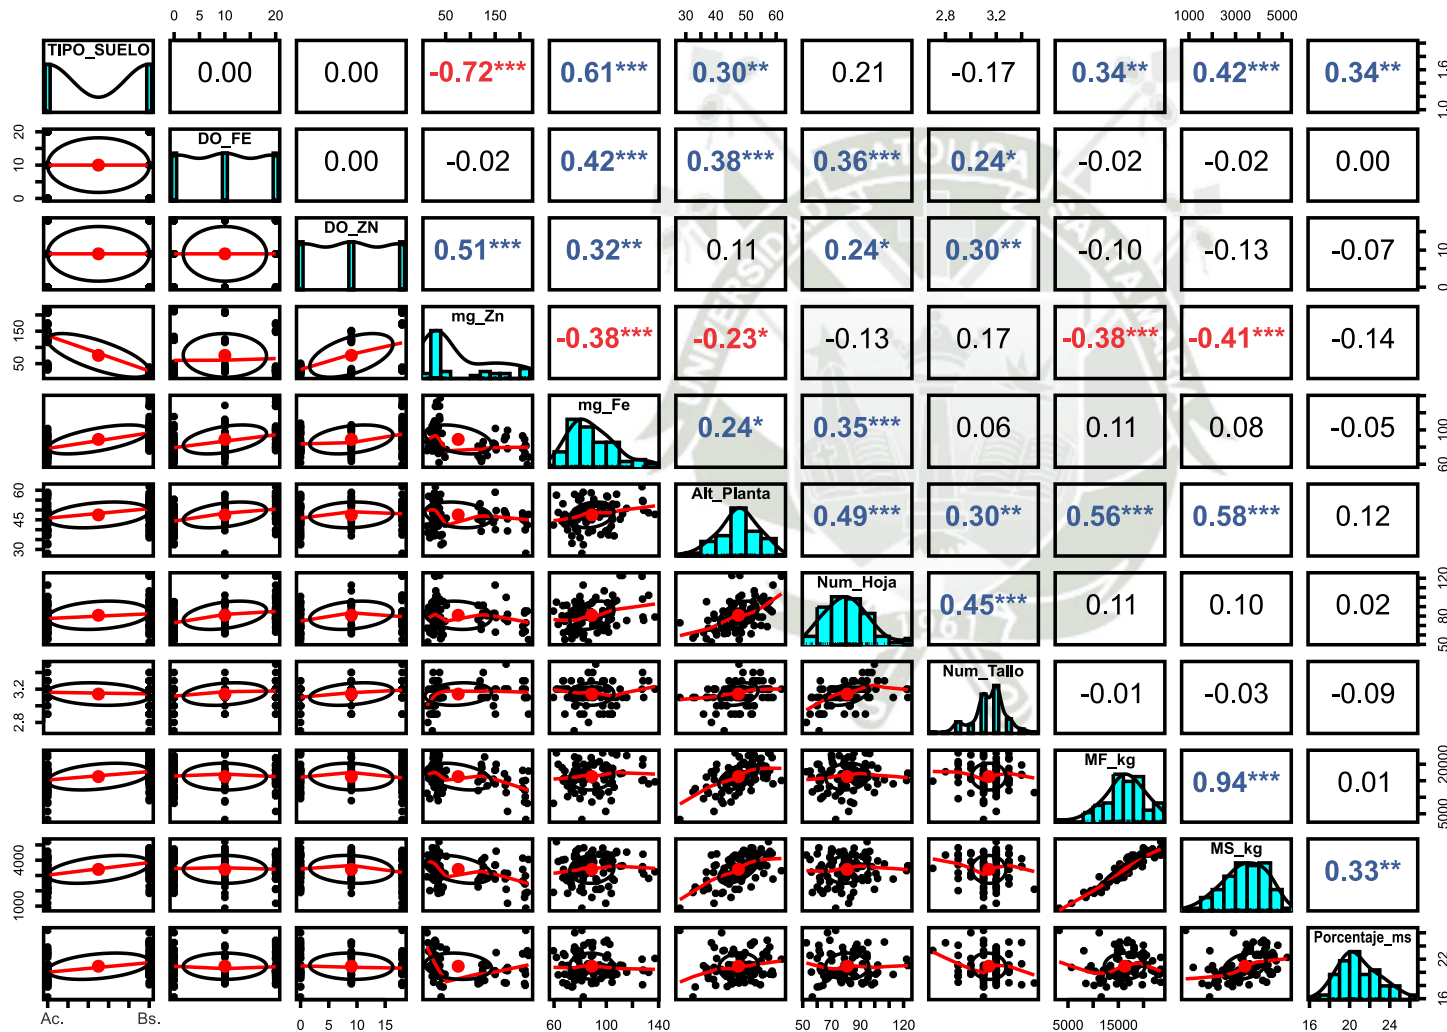 0 5 10 20
50 150
30 40 50 60
2.8 3.2
1000 3000 5000
TIPO_SUELO 0.00 0.00 -0.72*** 0.61*** 0.30** 0.21 -0.17 0.34** 0.42*** 0.34**
1.0 1.6
0 10 20
DO_FE 0.00 -0.02 0.42*** 0.38*** 0.36*** 0.24* -0.02 -0.02 0.00
DO_ZN 0.51*** 0.32** 0.11 0.24* 0.30** -0.10 -0.13 -0.07
0 10
50 150
mg_Zn -0.38*** -0.23* -0.13 0.17 -0.38*** -0.41*** -0.14
mg_Fe 0.24* 0.35*** 0.06 0.11 0.08 -0.05
60 100
30 45 60
Alt_Planta 0.49*** 0.30** 0.56*** 0.58*** 0.12
Num_Hoja 0.45*** 0.11 0.10 0.02
50 80 120
2.8 3.2
Num_Tallo -0.01 -0.03 -0.09
MF_kg 0.94*** 0.01
5000 20000
1000 4000
MS_kg 0.33**
Porcentaje_ms
16 22
Ac. Bs.
0 5 10 15
60 80 100 140
50 70 90 120
5000 15000
16 20 24
UNIVERSIDAD CATOLICA DE SANTA MARIA
1961